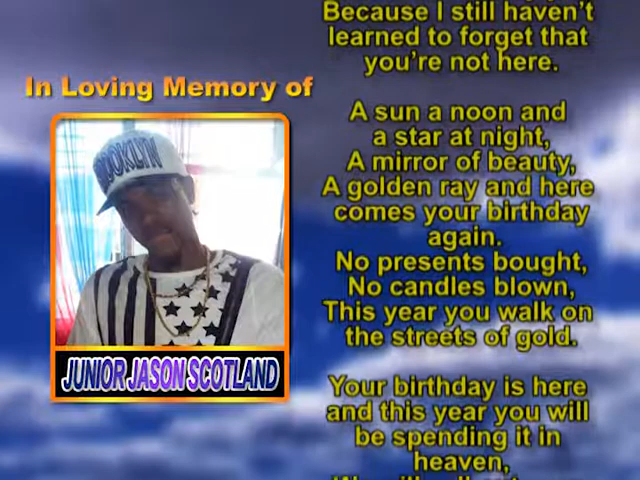 Because I still haven't
learned to forget that
you're not here.
In Loving Memory of
JUNIOR JASON SCOTLAND
A sun a noon and
a star at night,
A mirror of beauty,
A golden ray and here
comes your birthday
again.
No presents bought,
No candles blown,
This year you walk on
the streets of gold.
Your birthday is here
and this year you will
be spending it in
heaven,